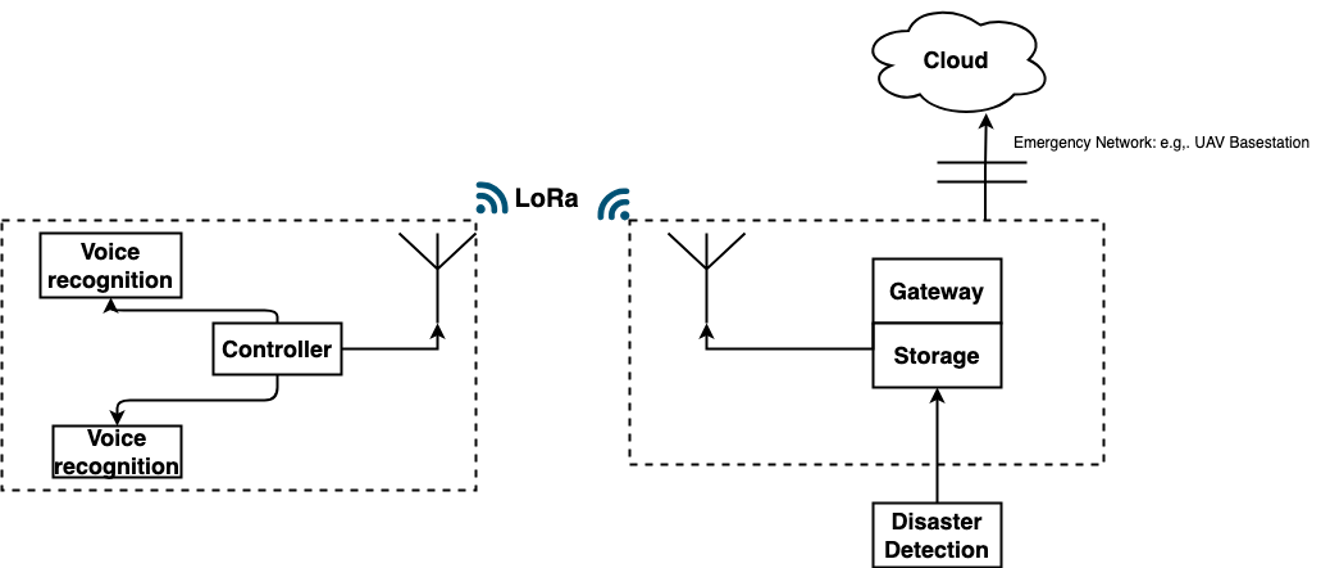 Cloud
Emergency Network: e.g,. UAV Basestation
LoRa
Voice
recognition
Controller
Voice
recognition
Gateway
Storage
Disaster
Detection